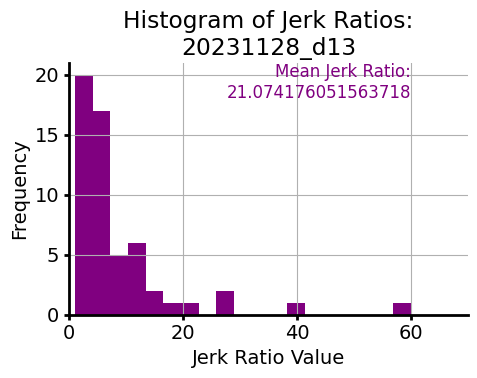 Histogram of Jerk Ratios:
20231128_d13
Mean Jerk Ratio:
21.074176051563718
20
15
10
5
0
Frequency
0 20 40 60
Jerk Ratio Value